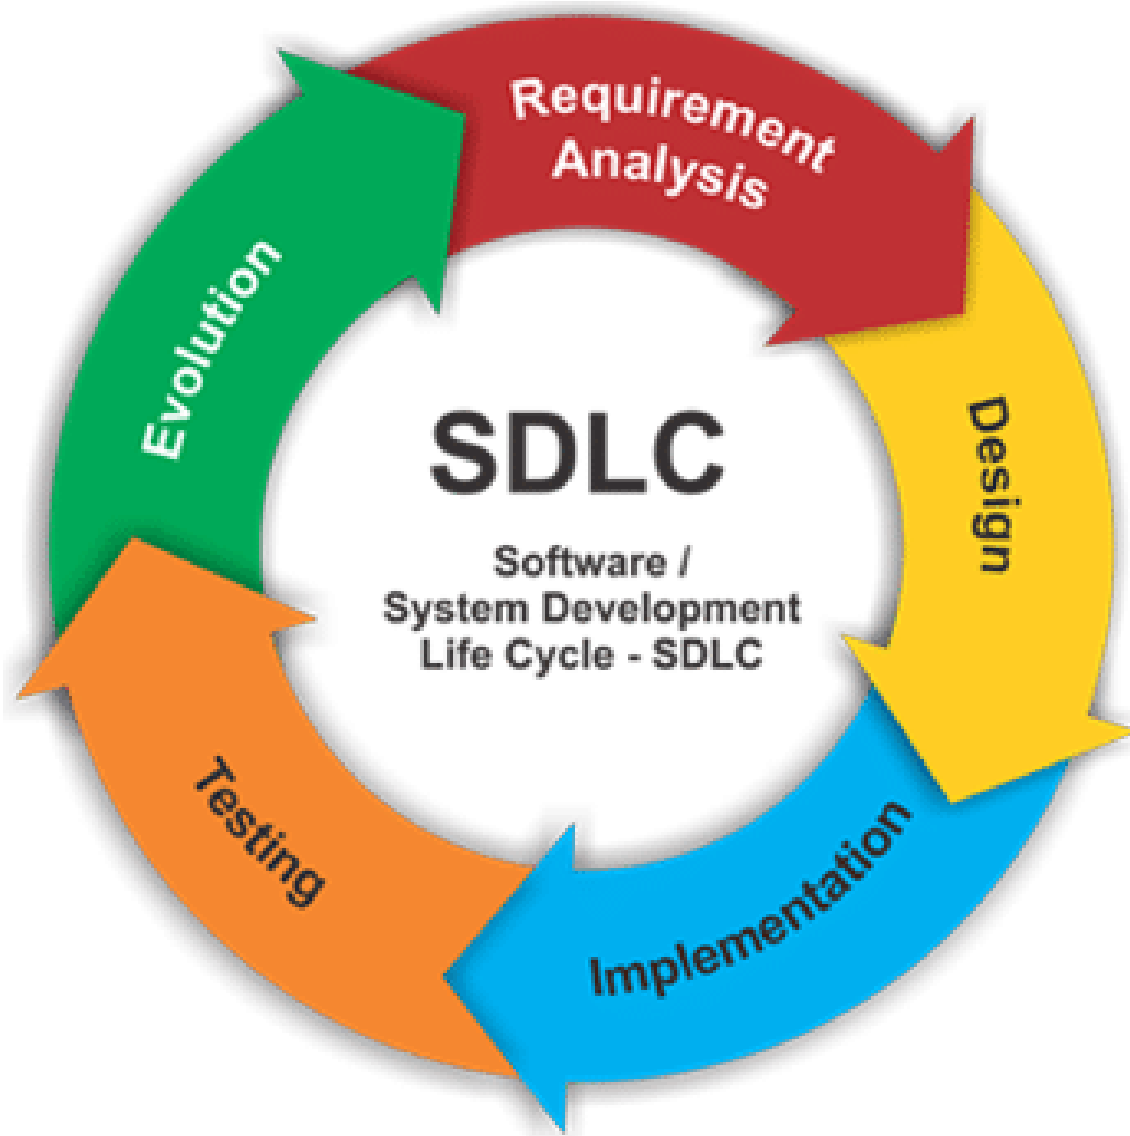 Requirement
Analysis
Design
Implementation
Testing
Evolution
SDLC
Software /
System Development
Life Cycle - SDLC